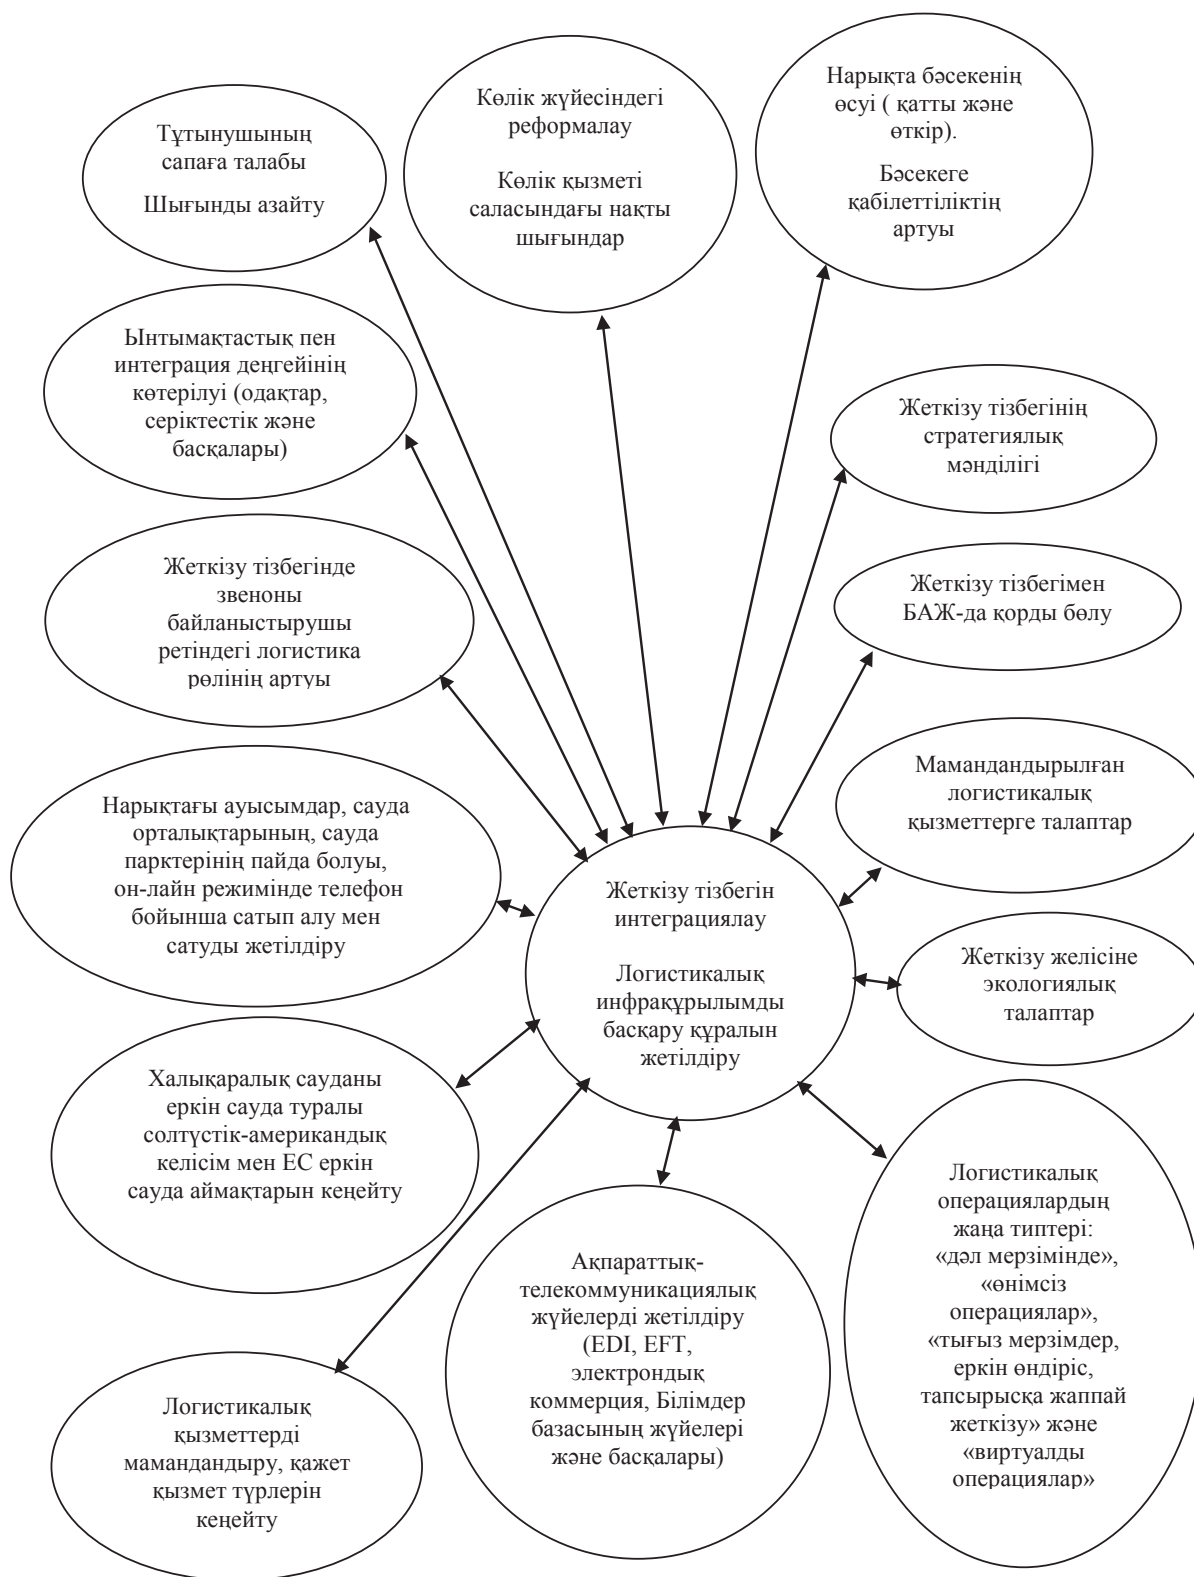 Тұтынушының
сапаға талабы
Шығынды азайту
Көлік жүйесіндегі
реформалау
Көлік қызметі
саласындағы нақты
шығындар
Нарықта бәсекенің
өсуі ( қатты және
өткір).
Бәсекеге
қабілеттіліктің
артуы
Ынтымақтастық пен
интеграция деңгейінің
көтерілуі (одақтар,
серіктестік және
басқалары)
Жеткізу тізбегінің
стратегиялық
мәнділігі
Жеткізу тізбегінде
звеноны
байланыстырушы
ретіндегі логистика
рөлінің артуы
Жеткізу тізбегімен
БАЖ-да қорды бөлу
Мамандандырылған
логистикалық
қызметтерге талаптар
Нарықтағы ауысымдар, сауда
орталықтарының, сауда
парктерінің пайда болуы,
он-лайн режимінде телефон
бойынша сатып алу мен
сатуды жетілдіру
Жеткізу тізбегін
интеграциялау
Логистикалық
инфрақұрылымды
басқару құралын
жетілдіру
Жеткізу желісіне
экологиялық
талаптар
Халықаралық сауданы
еркін сауда туралы
солтүстік-американдық
келісім мен ЕС еркін
сауда аймақтарын кеңейту
Логистикалық
операциялардың
жаңа типтері:
«дәл мерзімінде»,
«өнімсіз
операциялар»,
«тығыз мерзімдер,
еркін өндіріс,
тапсырысқа жаппай
жеткізу» және
«виртуалды
операциялар»
Ақпараттық-
телекоммуникациялық
жүйелерді жетілдіру
(EDI, EFT,
электрондық
коммерция, Білімдер
базасының жүйелері
және басқалары)
Логистикалық
қызметтерді
мамандандыру, қажет
қызмет түрлерін
кеңейту